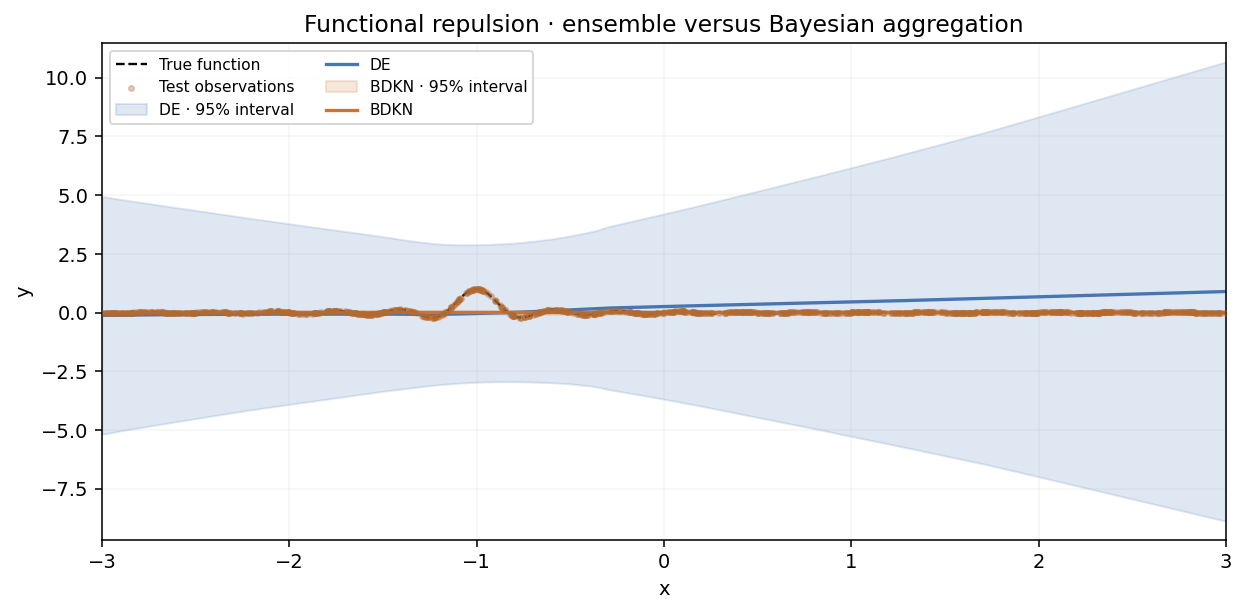 Functional repulsion · ensemble versus Bayesian aggregation
True function
Test observations
DE · 95% interval
DE
BDKN · 95% interval
BDKN
10.0
7.5
5.0
2.5
0.0
−2.5
−5.0
−7.5
y
−3 −2 −1 0 1 2 3
x